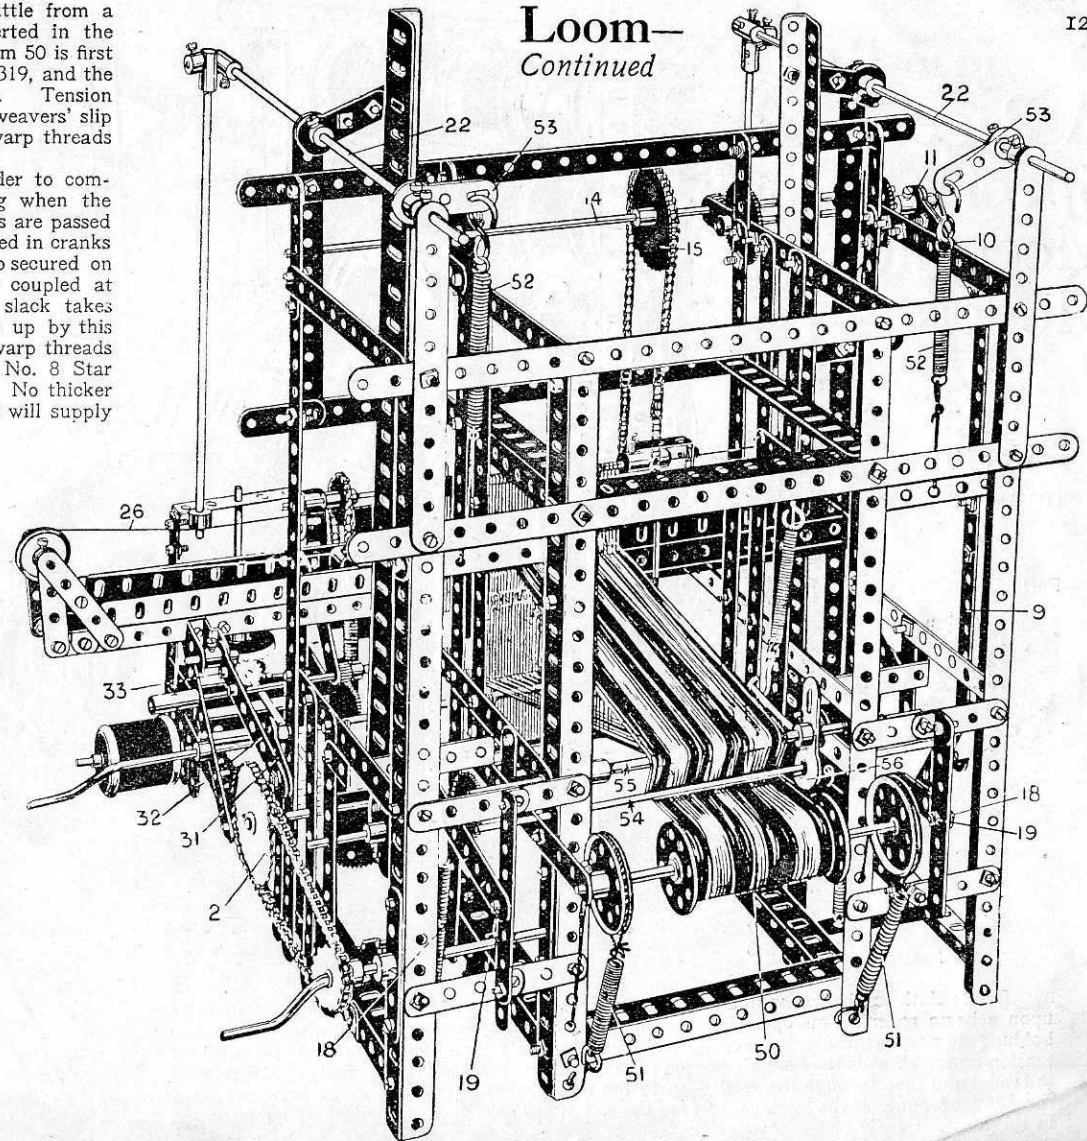 ttle from a
erted in the
m 50 is first
319, and the
. Tension
weavers' slip
warp threads
der to com-
g when the
s are passed
ed in cranks
o secured on
coupled at
slack takes
up by this
warp threads
No. 8 Star
No thicker
will supply
Loom—
Continued
12
22
53
14
15
52
22
53
11
10
52
26
9
33
32
31
2
55
54
56
18
19
18
19
51
50
51